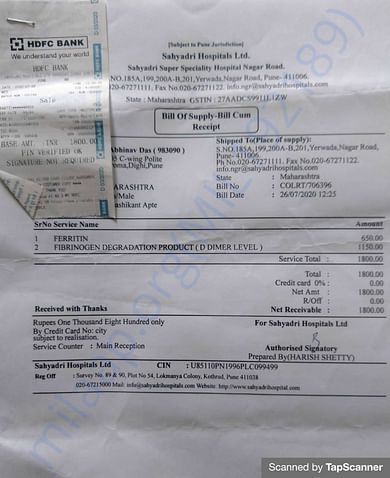 HDFC BANK
We understand your world
HDFC BANK
SALE
BASE AMT. :INR 1800.00
PIN VERIFIED OK
SIGNATURE NOT REQUIRED
[Subject to Pune Jurisdiction]
Sahyadri Hospitals Ltd.
Sahyadri Super Speciality Hospital Nagar Road.
NO.185A,199,200A-B,201,Yerwada,Nagar Road, Pune- 411006.
020-67271111. Fax No.020-67271122. info.ngr@sahyadrihospitals.com
State : Maharashtra GSTIN :
Bill Of Supply-Bill Cum
Receipt
bhinav Das ( 983090 )
C-wing Polite
oma,Dighi,Pune
ARASHTRA
Male
ashikant Apte
Shipped To(Place of supply):
S.NO.185A,199,200A-B,201,Yerwada,Nagar Road,
Pune- 411006.
Ph No.020-67271111. Fax No.020-67271122.
info.ngr@sahyadrihospitals.com
State : Maharashtra
Bill No : COLRT/706396
Bill Date : 26/07/2020 12:25
SrNo Service Name Amount
1 FERRITIN 650.00
2 FIBRINOGEN DEGRADATION PRODUCT ( D DIMER LEVEL ) 1150.00
Service Total : 1800.00
Total : 1800.00
Credit card 0% : 0.00
Net Amt : 1800.00
R/Off : 0.00
Net Receivable : 1800.00
Received with Thanks
Rupees One Thousand Eight Hundred only
By Credit Card No: city
subject to realisation.
Service Counter : Main Reception
For Sahyadri Hospitals Ltd
Authorised Signatory
Prepared By(HARISH SHETTY)
Sahyadri Hospitals Ltd CIN : U85110PN1996PLC099499
Reg Off : Survey No. 89 & 90, Plot No 54, Lokmanya Colony, Kothrud, Pune 411038
020-67215000 Mail: info@sahyadrihospitals.com Website: http://www.sahyadrihospital.com
Scanned by TapScanner